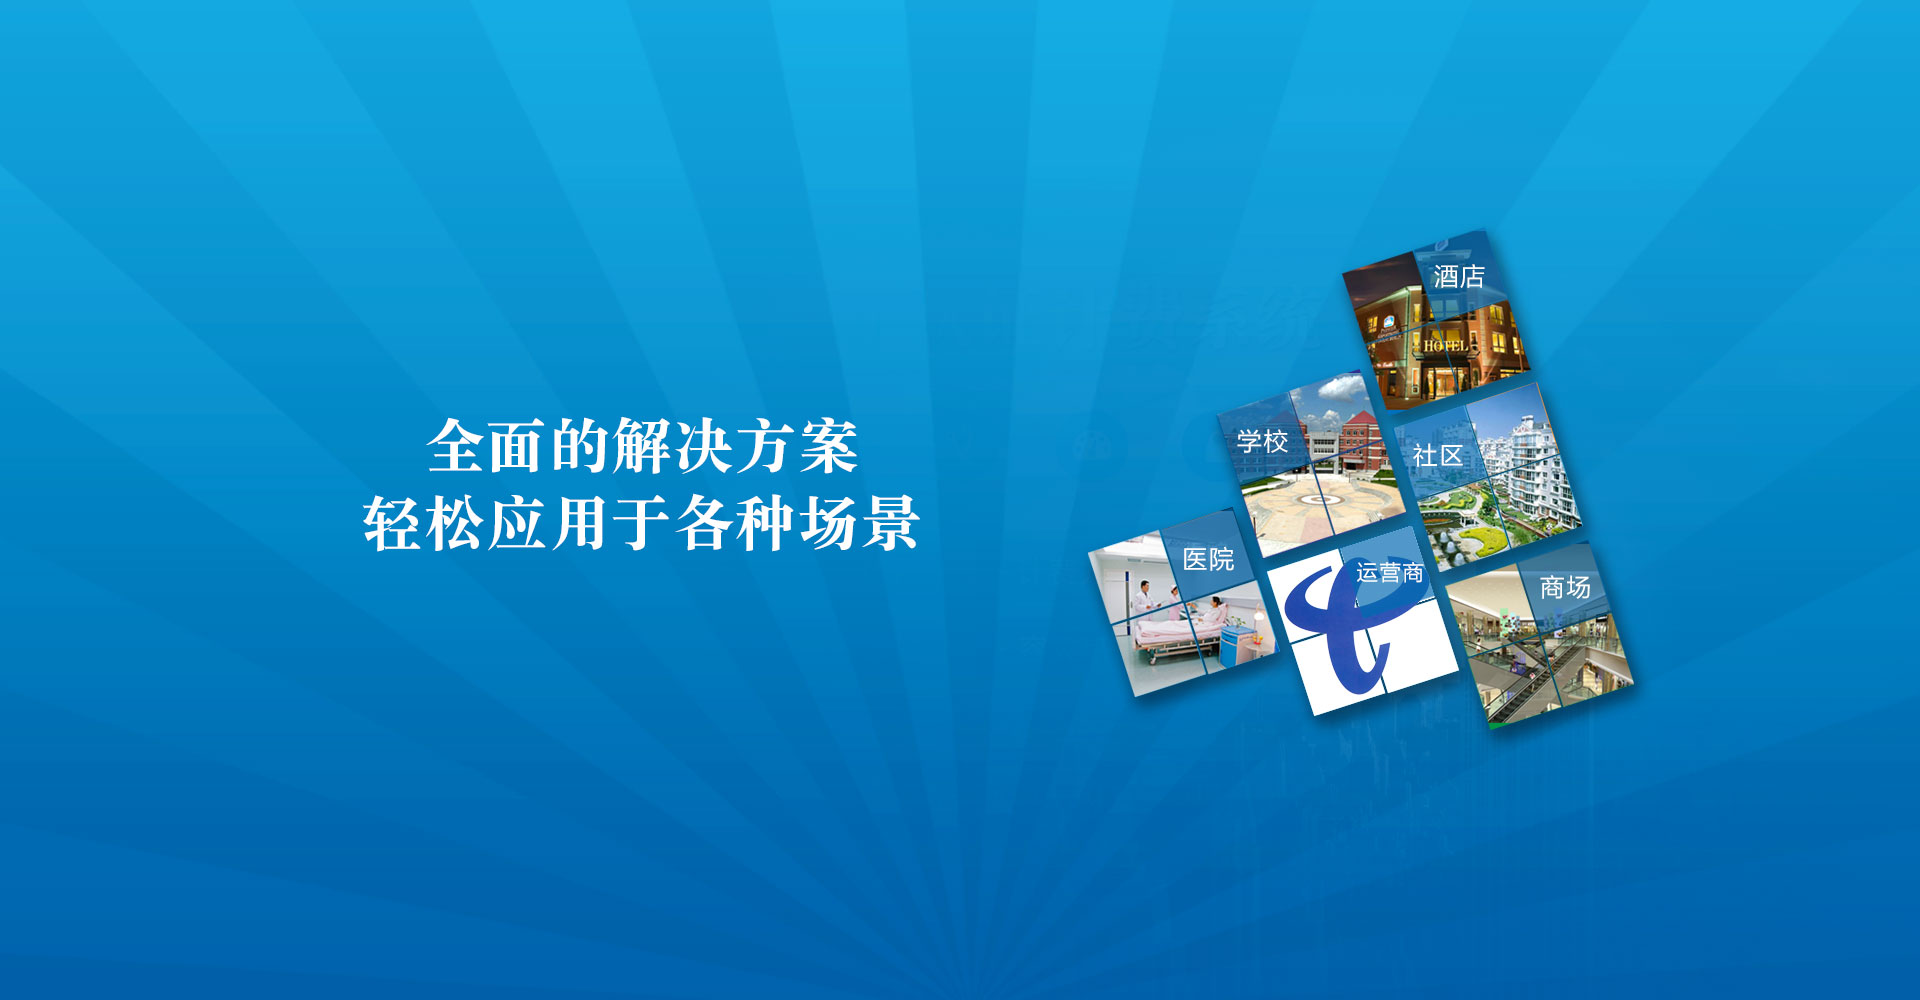 全面的解决方案
轻松应用于各种场景
酒店
HOTEL
学校
社区
医院
运营商
商场